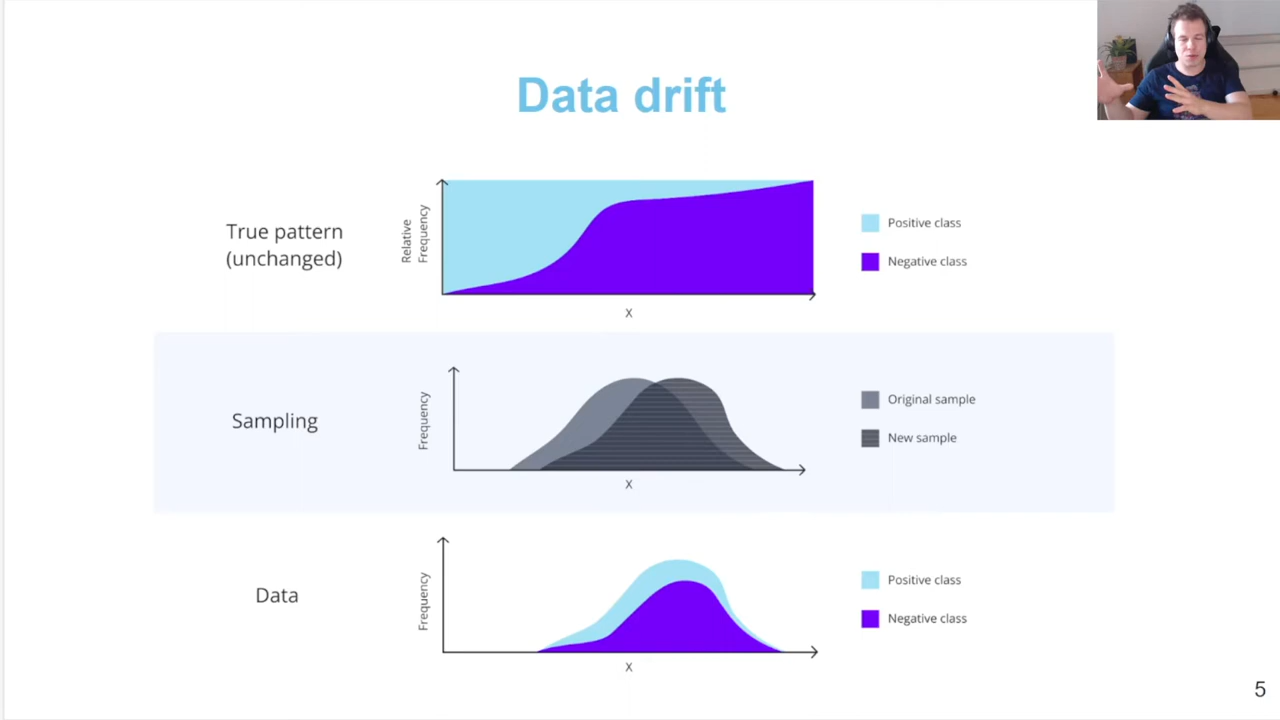 Data drift
True pattern
(unchanged)
Relative
Frequency
X
Positive class
Negative class
Sampling
Frequency
X
Original sample
New sample
Data
Frequency
X
Positive class
Negative class
5